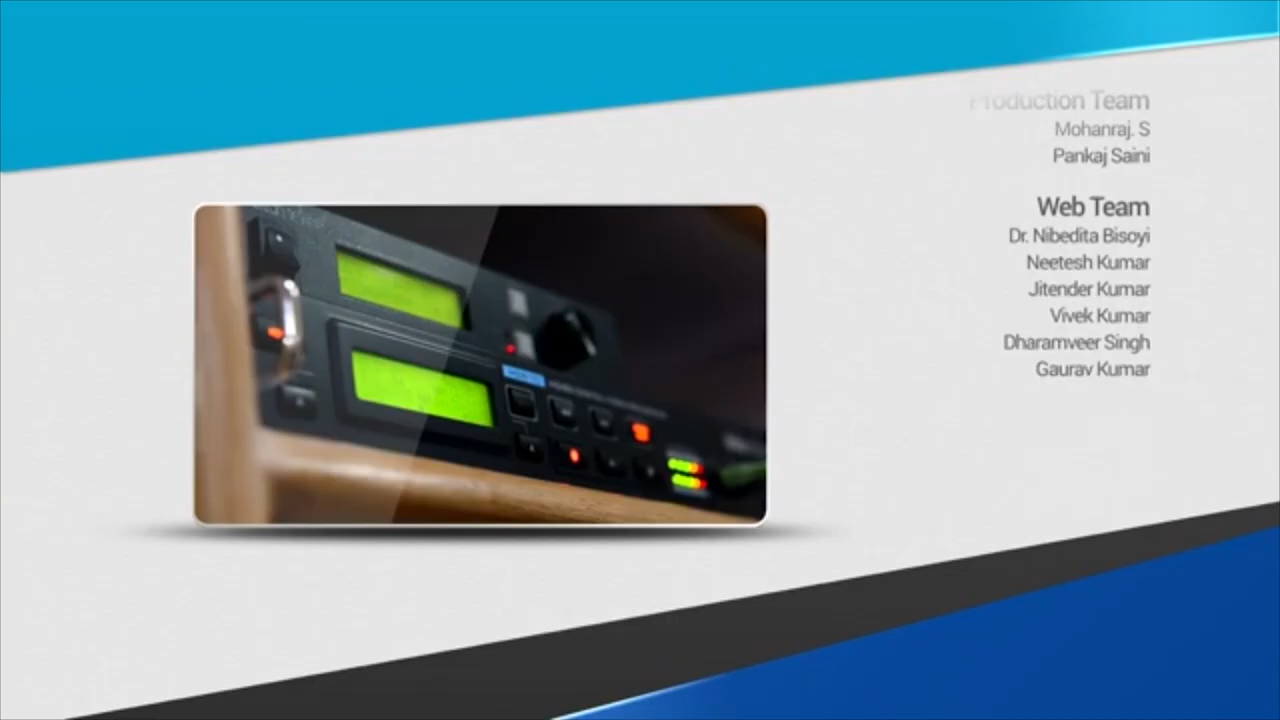 Production Team
Mohanraj. S
Pankaj Saini
Web Team
Dr. Nibedita Bisoyi
Neetesh Kumar
Jitender Kumar
Vivek Kumar
Dharamveer Singh
Gaurav Kumar